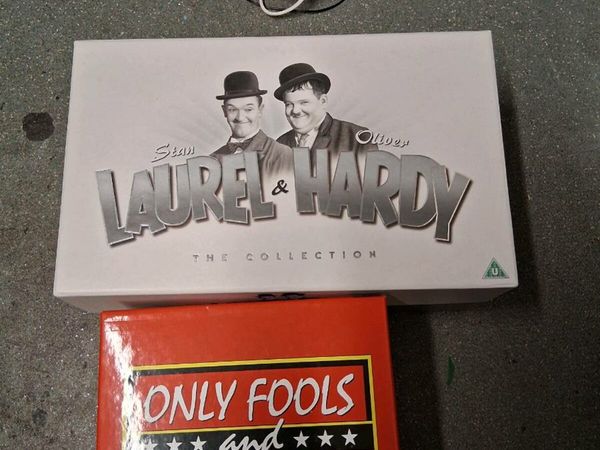 Stan Oliver
LAUREL & HARDY
THE COLLECTION
U
ONLY FOOLS
and